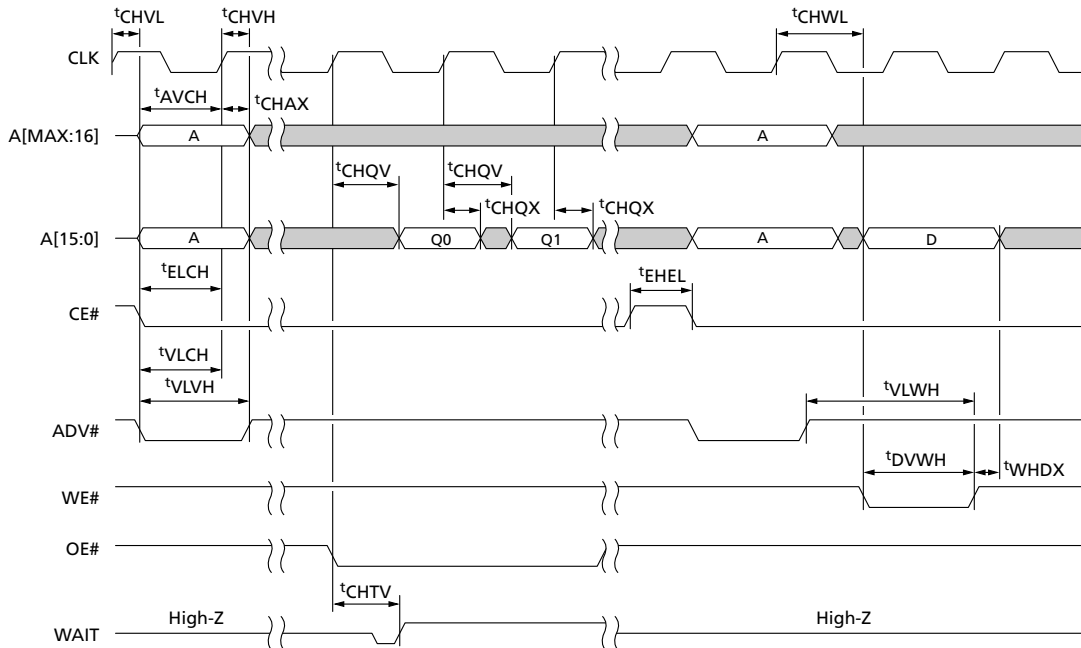 tCHVL tCHVH tCHWL
CLK
tAVCH tCHAX
A[MAX:16] A A
tCHQV tCHQV
tCHQX tCHQX
A[15:0] A Q0 Q1 A D
tELCH tEHEL
CE#
tVLCH
tVLVH tVLWH
ADV#
tDVWH tWHDX
WE#
OE#
tCHTV
High-Z High-Z
WAIT